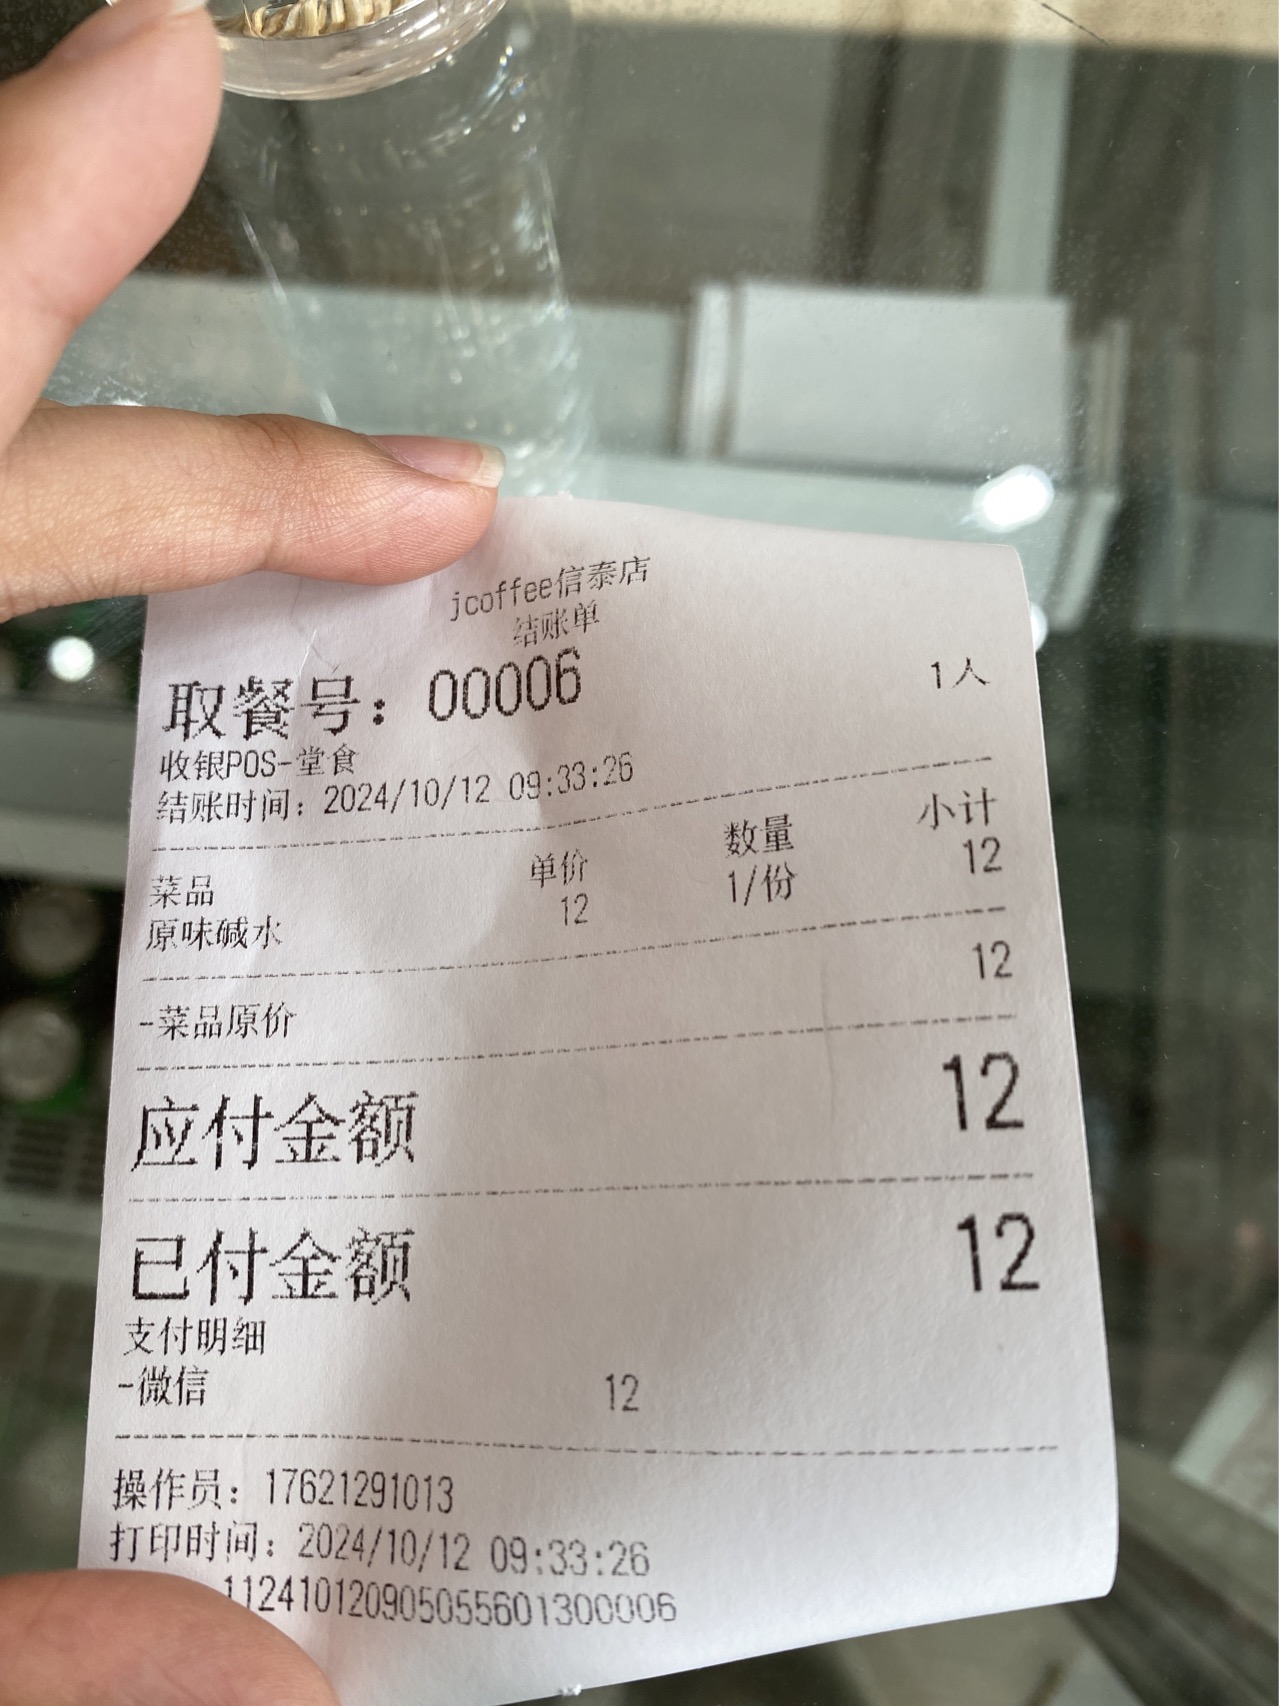 jcoffee信泰店
结账单
取餐号：00006 1人
收银POS-堂食
结账时间：2024/10/12 09:33:26
菜品 单价 数量 小计
原味碱水 12 1/份 12
-菜品原价 12
应付金额 12
已付金额 12
支付明细
-微信 12
操作员：17621291013
打印时间：2024/10/12 09:33:26
1124101209050556013​00006